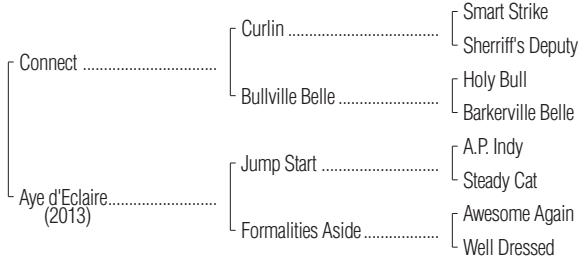 Smart Strike
Curlin ..........................................
Sherriff's Deputy
Connect .....................................
Holy Bull
Bullville Belle ............................
Barkerville Belle
A.P. Indy
Jump Start ................................
Steady Cat
Aye d'Eclaire..............................
(2013)
Awesome Again
Formalities Aside .....................
Well Dressed